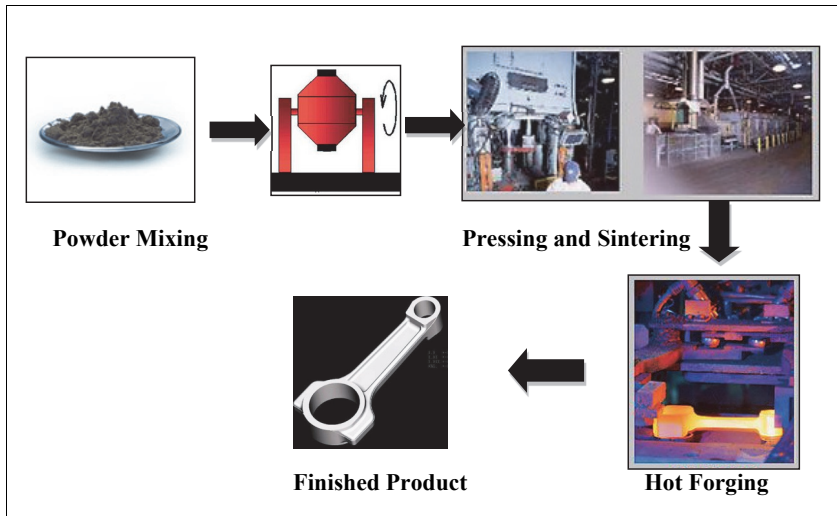 Powder Mixing
Pressing and Sintering
Hot Forging
Finished Product